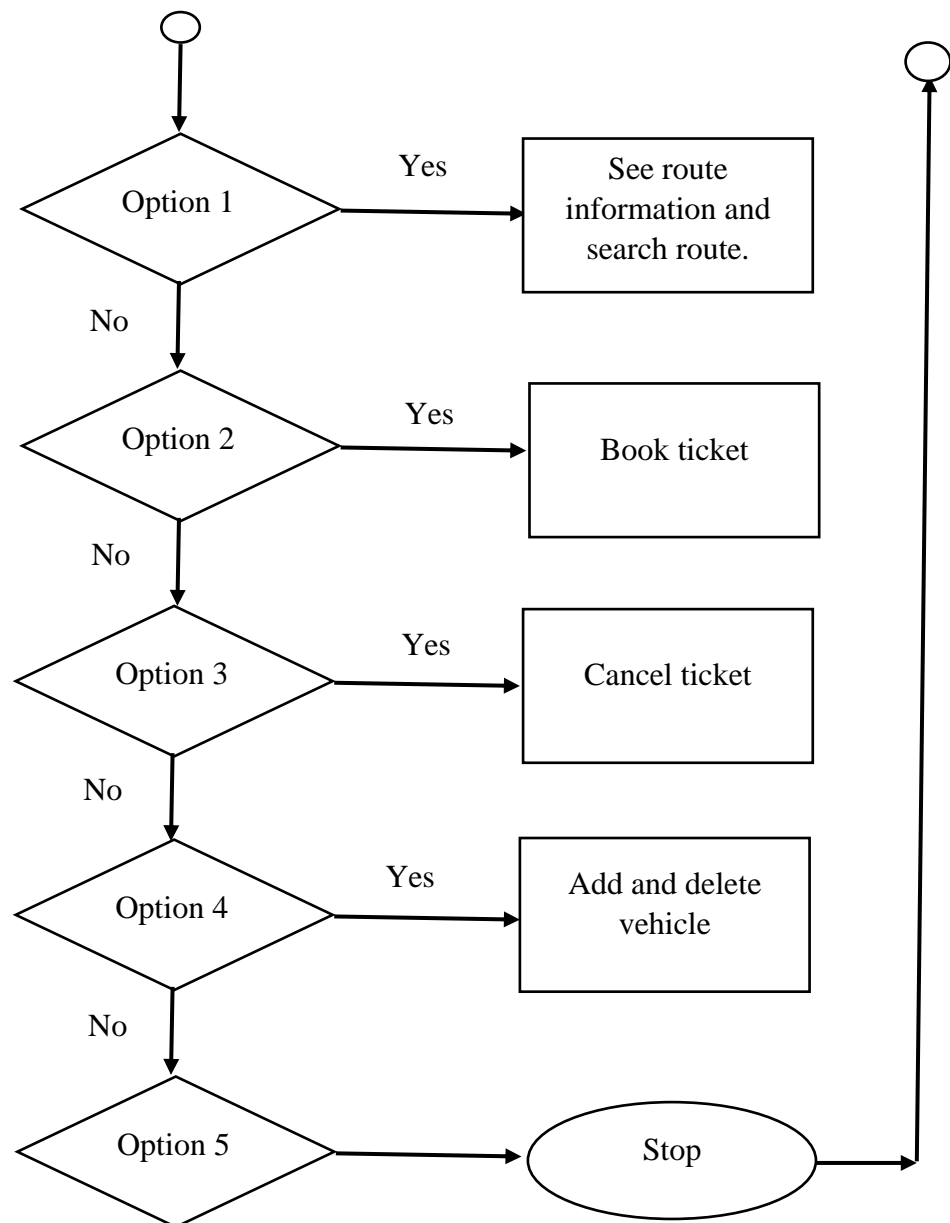 Option 1
Yes
See route
information and
search route.
No
Option 2
Yes
Book ticket
No
Option 3
Yes
Cancel ticket
No
Option 4
Yes
Add and delete
vehicle
No
Option 5
Stop